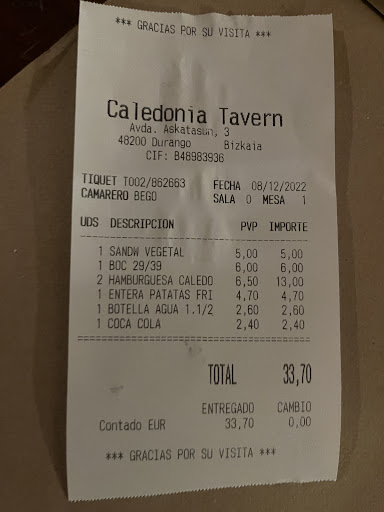 *** GRACIAS POR SU VISITA ***
Caledonia Tavern
Avda. Askatasun, 3
48200 Durango Bizkaia
CIF: B48983936
TIQUET T002/862663 FECHA 08/12/2022
CAMARERO BEGO SALA 0 MESA 1
UDS DESCRIPCION PVP IMPORTE
1 SANDW VEGETAL 5,00 5,00
1 BOC 29/39 6,00 6,00
2 HAMBURGUESA CALEDO 6,50 13,00
1 ENTERA PATATAS FRI 4,70 4,70
1 BOTELLA AGUA 1.1/2 2,60 2,60
1 COCA COLA 2,40 2,40
TOTAL 33,70
ENTREGADO CAMBIO
Contado EUR 33,70 0,00
*** GRACIAS POR SU VISITA ***